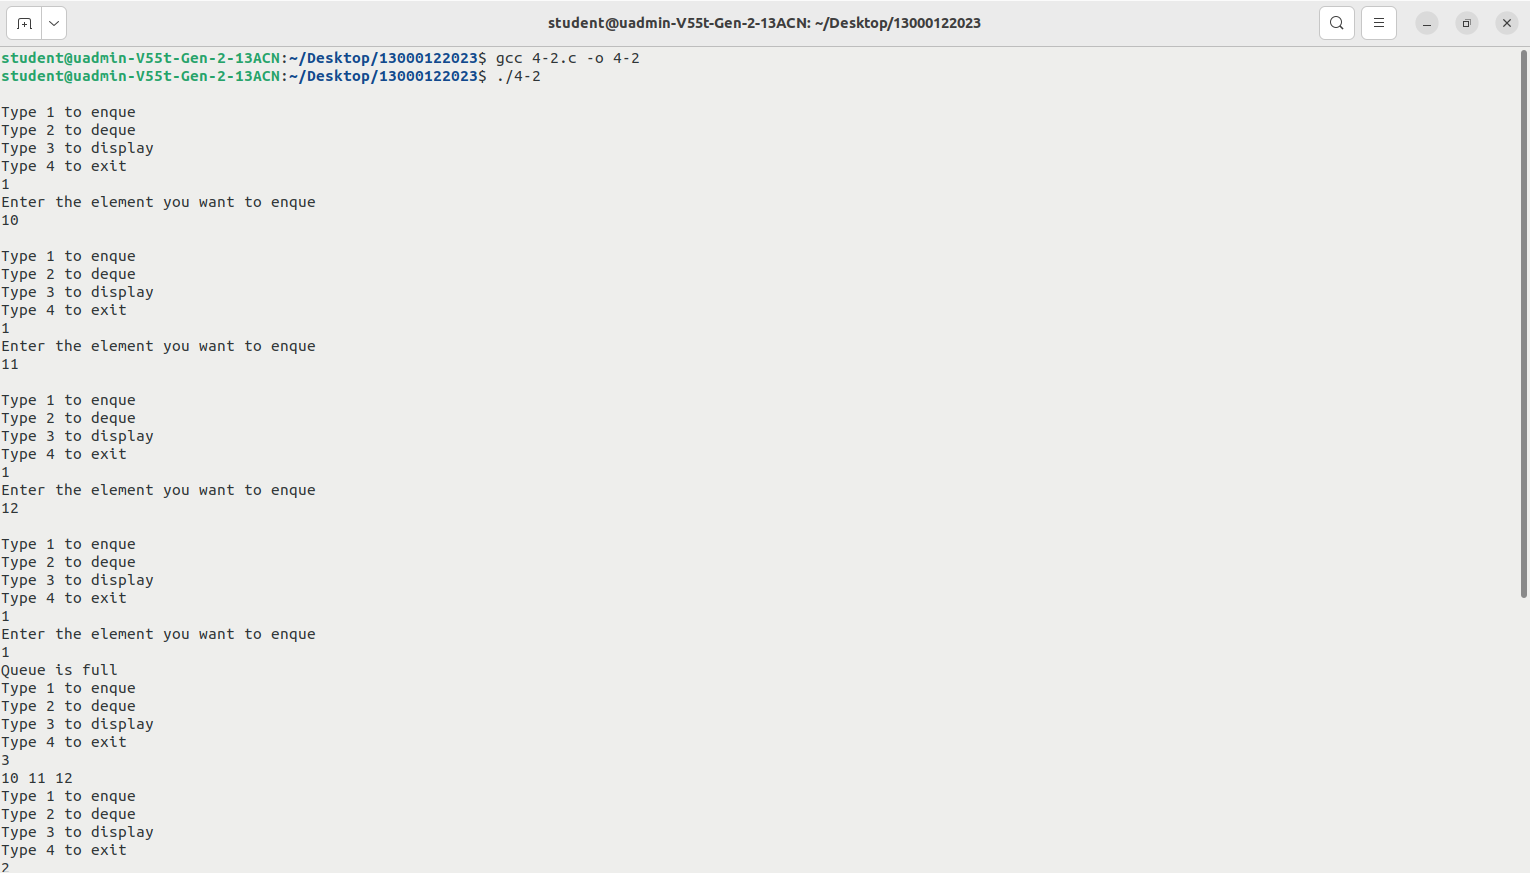 student@uadmin-V55t-Gen-2-13ACN: ~/Desktop/13000122023
student@uadmin-V55t-Gen-2-13ACN:~/Desktop/13000122023$ gcc 4-2.c -o 4-2
student@uadmin-V55t-Gen-2-13ACN:~/Desktop/13000122023$ ./4-2
Type 1 to enque
Type 2 to deque
Type 3 to display
Type 4 to exit
1
Enter the element you want to enque
10
Type 1 to enque
Type 2 to deque
Type 3 to display
Type 4 to exit
1
Enter the element you want to enque
11
Type 1 to enque
Type 2 to deque
Type 3 to display
Type 4 to exit
1
Enter the element you want to enque
12
Type 1 to enque
Type 2 to deque
Type 3 to display
Type 4 to exit
1
Enter the element you want to enque
1
Queue is full
Type 1 to enque
Type 2 to deque
Type 3 to display
Type 4 to exit
3
10 11 12
Type 1 to enque
Type 2 to deque
Type 3 to display
Type 4 to exit
2